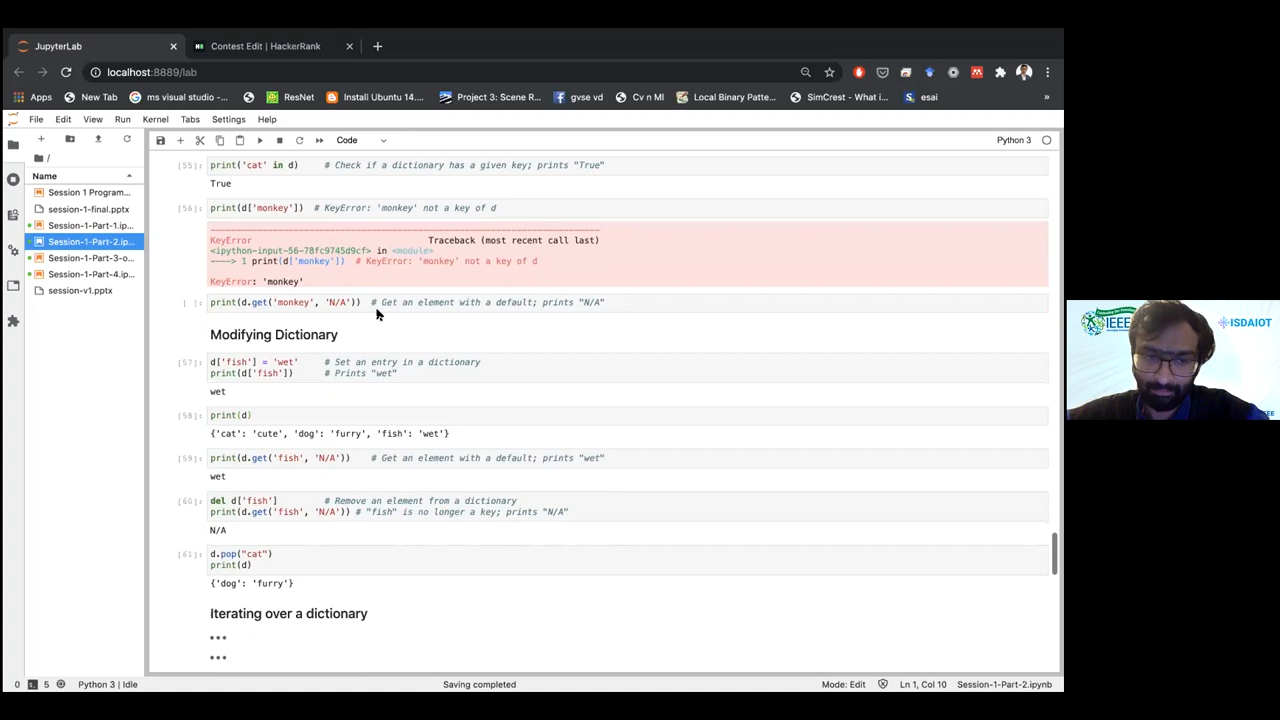 JupyterLab
Contest Edit | HackerRank
localhost:8889/lab
Apps
New Tab
ms visual studio -...
ResNet
Install Ubuntu 14....
Project 3: Scene R...
gvse vd
Cv n Ml
Local Binary Patte...
SimCrest - What i...
esai
»
File Edit View Run Kernel Tabs Settings Help
Code
Python 3
/
Name
Session 1 Program...
session-1-final.pptx
Session-1-Part-1.ip...
Session-1-Part-2.ip...
Session-1-Part-3-o...
Session-1-Part-4.ip...
session-v1.pptx
[55]: print('cat' in d) # Check if a dictionary has a given key; prints "True"
True
[56]: print(d['monkey']) # KeyError: 'monkey' not a key of d
KeyError Traceback (most recent call last)
<ipython-input-56-78fc9745d9cf> in <module>
----> 1 print(d['monkey']) # KeyError: 'monkey' not a key of d
KeyError: 'monkey'
[ ]: print(d.get('monkey', 'N/A')) # Get an element with a default; prints "N/A"
Modifying Dictionary
[57]: d['fish'] = 'wet' # Set an entry in a dictionary
print(d['fish']) # Prints "wet"
wet
[58]: print(d)
{'cat': 'cute', 'dog': 'furry', 'fish': 'wet'}
[59]: print(d.get('fish', 'N/A')) # Get an element with a default; prints "wet"
wet
[60]: del d['fish'] # Remove an element from a dictionary
print(d.get('fish', 'N/A')) # "fish" is no longer a key; prints "N/A"
N/A
[61]: d.pop("cat")
print(d)
{'dog': 'furry'}
Iterating over a dictionary
0 5 Python 3 | Idle
Saving completed
Mode: Edit
Ln 1, Col 10
Session-1-Part-2.ipynb
IEEE
ISDAIOT